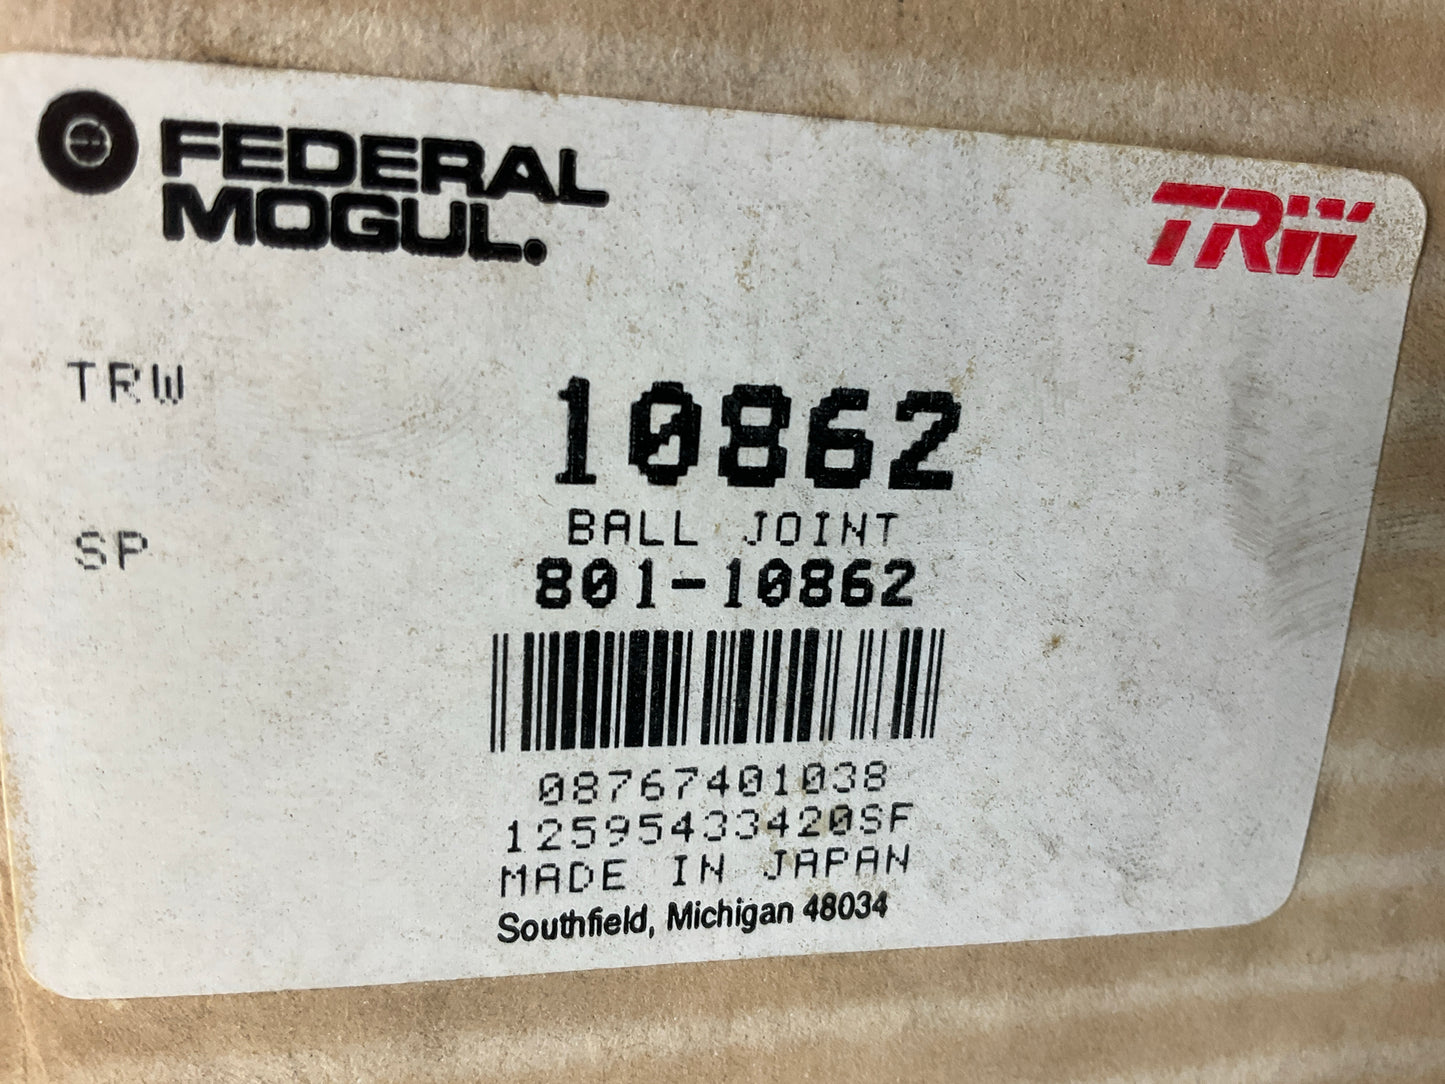 FEDERAL
MOGUL.
TRW
TRW
10862
BALL JOINT
SP
801-10862
08767401038
12595433420SF
MADE IN JAPAN
Southfield, Michigan 48034